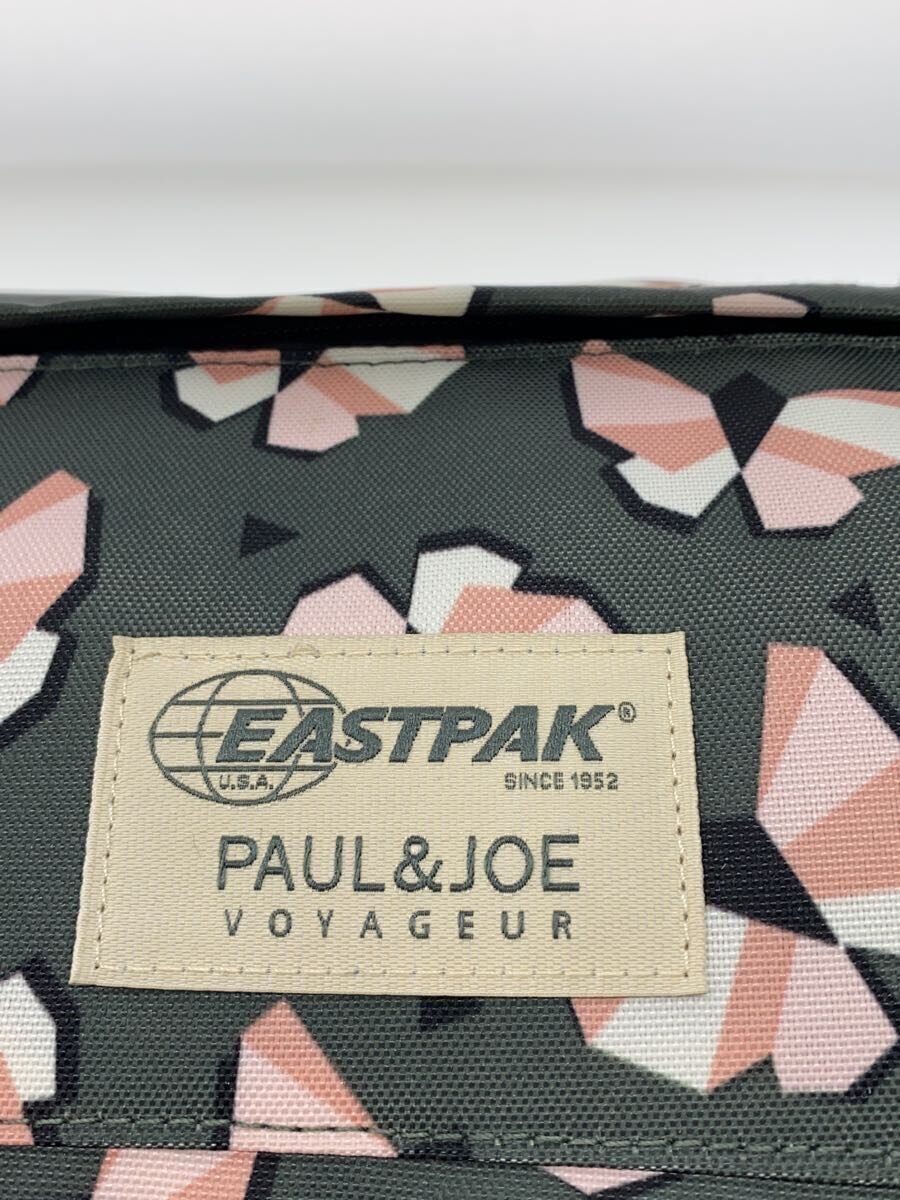 EASTPAK®
U.S.A.
SINCE 1952
PAUL&JOE
VOYAGEUR